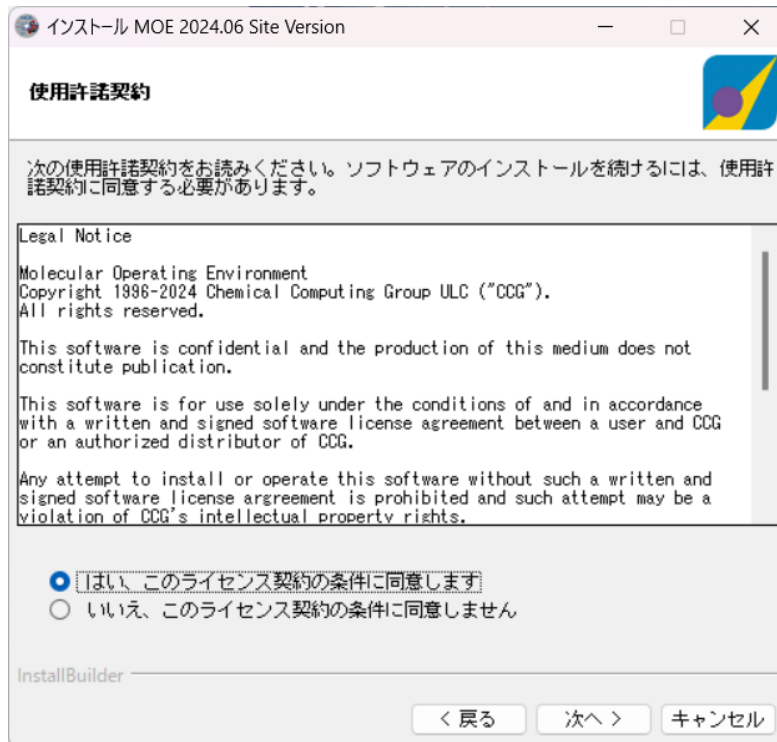 インストール MOE 2024.06 Site Version
使用許諾契約
次の使用許諾契約をお読みください。ソフトウェアのインストールを続けるには、使用許
諾契約に同意する必要があります。
Legal Notice
Molecular Operating Environment
Copyright 1996-2024 Chemical Computing Group ULC ("CCG").
All rights reserved.
This software is confidential and the production of this medium does not
constitute publication.
This software is for use solely under the conditions of and in accordance
with a written and signed software license agreement between a user and CCG
or an authorized distributor of CCG.
Any attempt to install or operate this software without such a written and
signed software license argreement is prohibited and such attempt may be a
violation of CCG's intellectual property rights.
はい、このライセンス契約の条件に同意します
いいえ、このライセンス契約の条件に同意しません
InstallBuilder
< 戻る 次へ > キャンセル